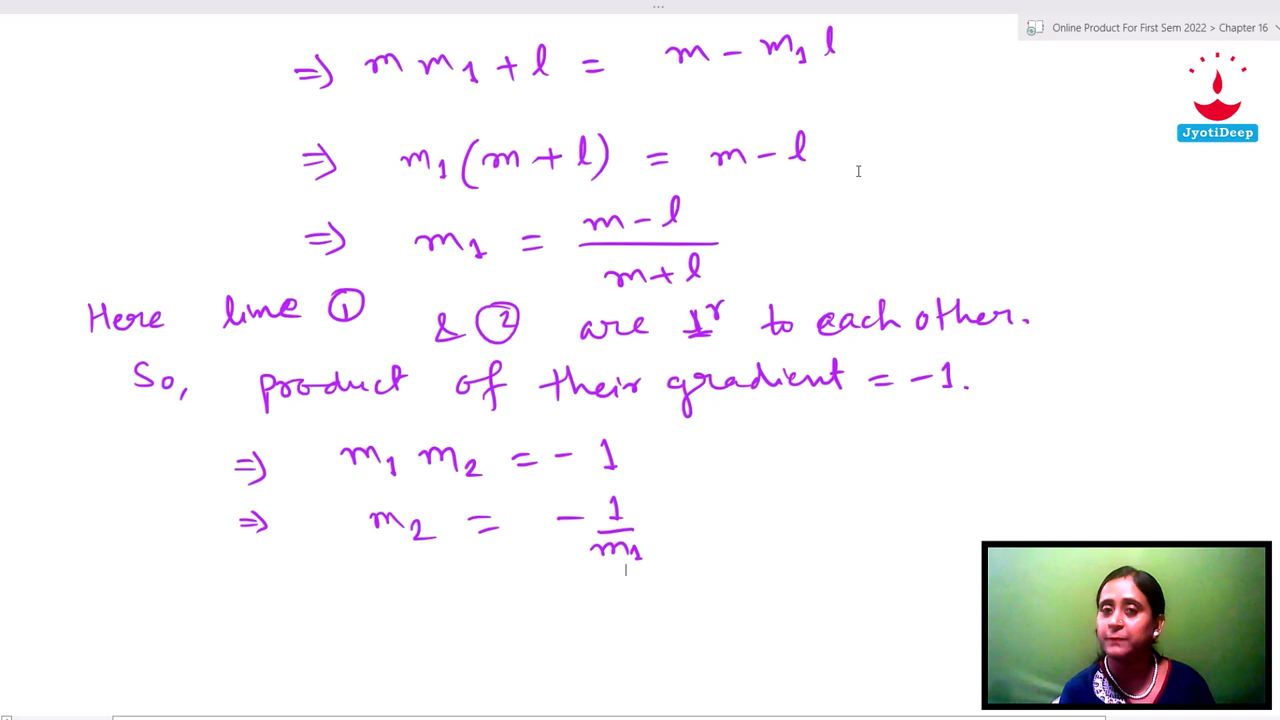 ...
Online Product For First Sem 2022 > Chapter 16
⇒ m m₁ + l = m - m₁ l
JyotiDeep
⇒ m₁ (m + l) = m - l
⇒ m₁ = (m - l)/(m + l)
Here line ① & ② are ⊥ʳ to each other.
So, product of their gradient = -1.
⇒ m₁ m₂ = - 1
⇒ m₂ = - 1/m₁